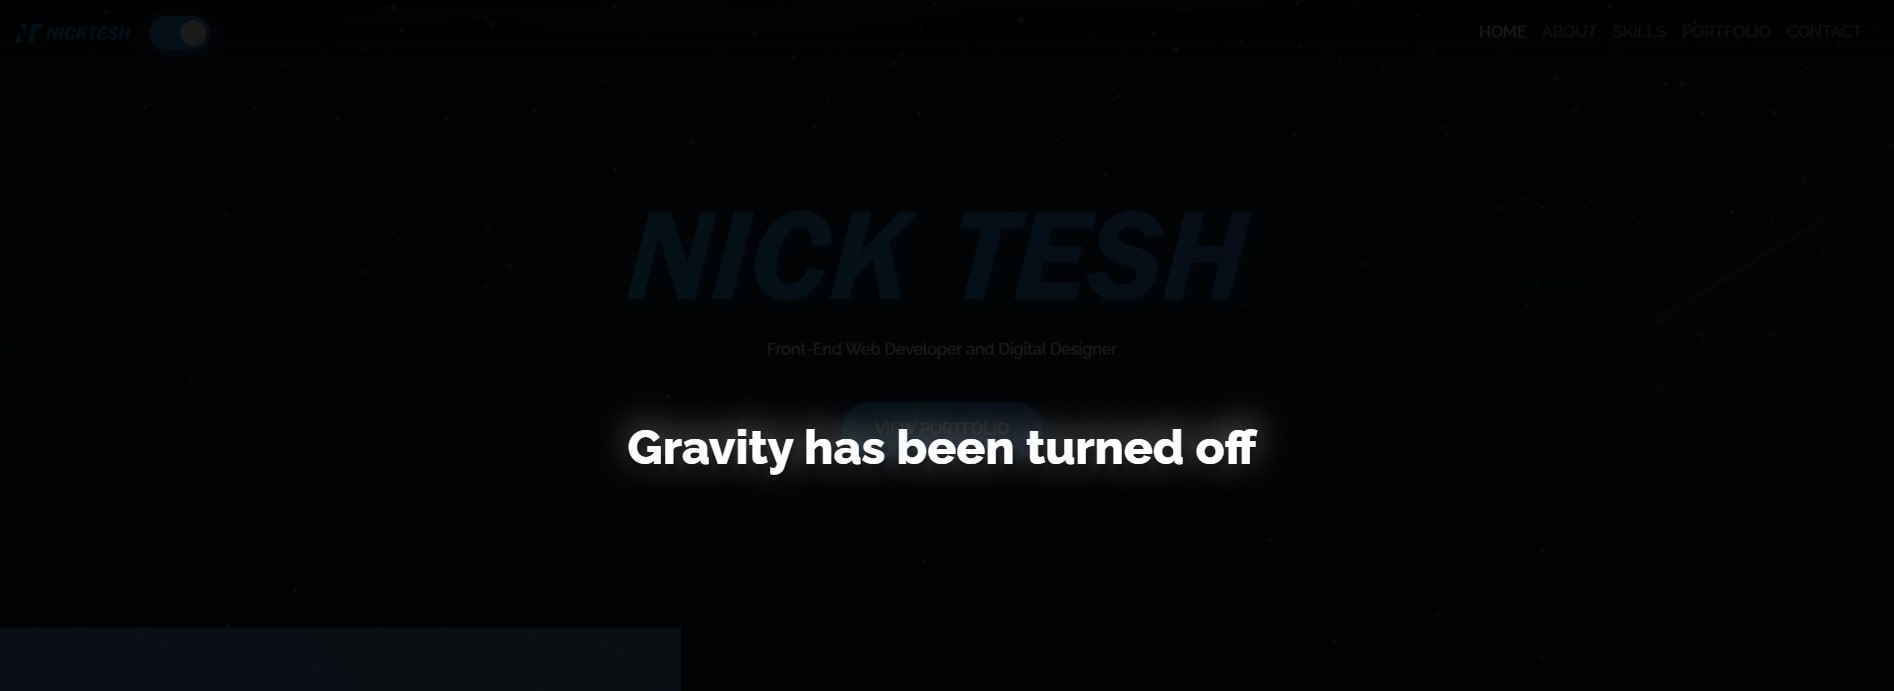 NICKTESH
HOME ABOUT SKILLS PORTFOLIO CONTACT
NICK TESH
Front-End Web Developer and Digital Designer
VIEW PORTFOLIO
Gravity has been turned off